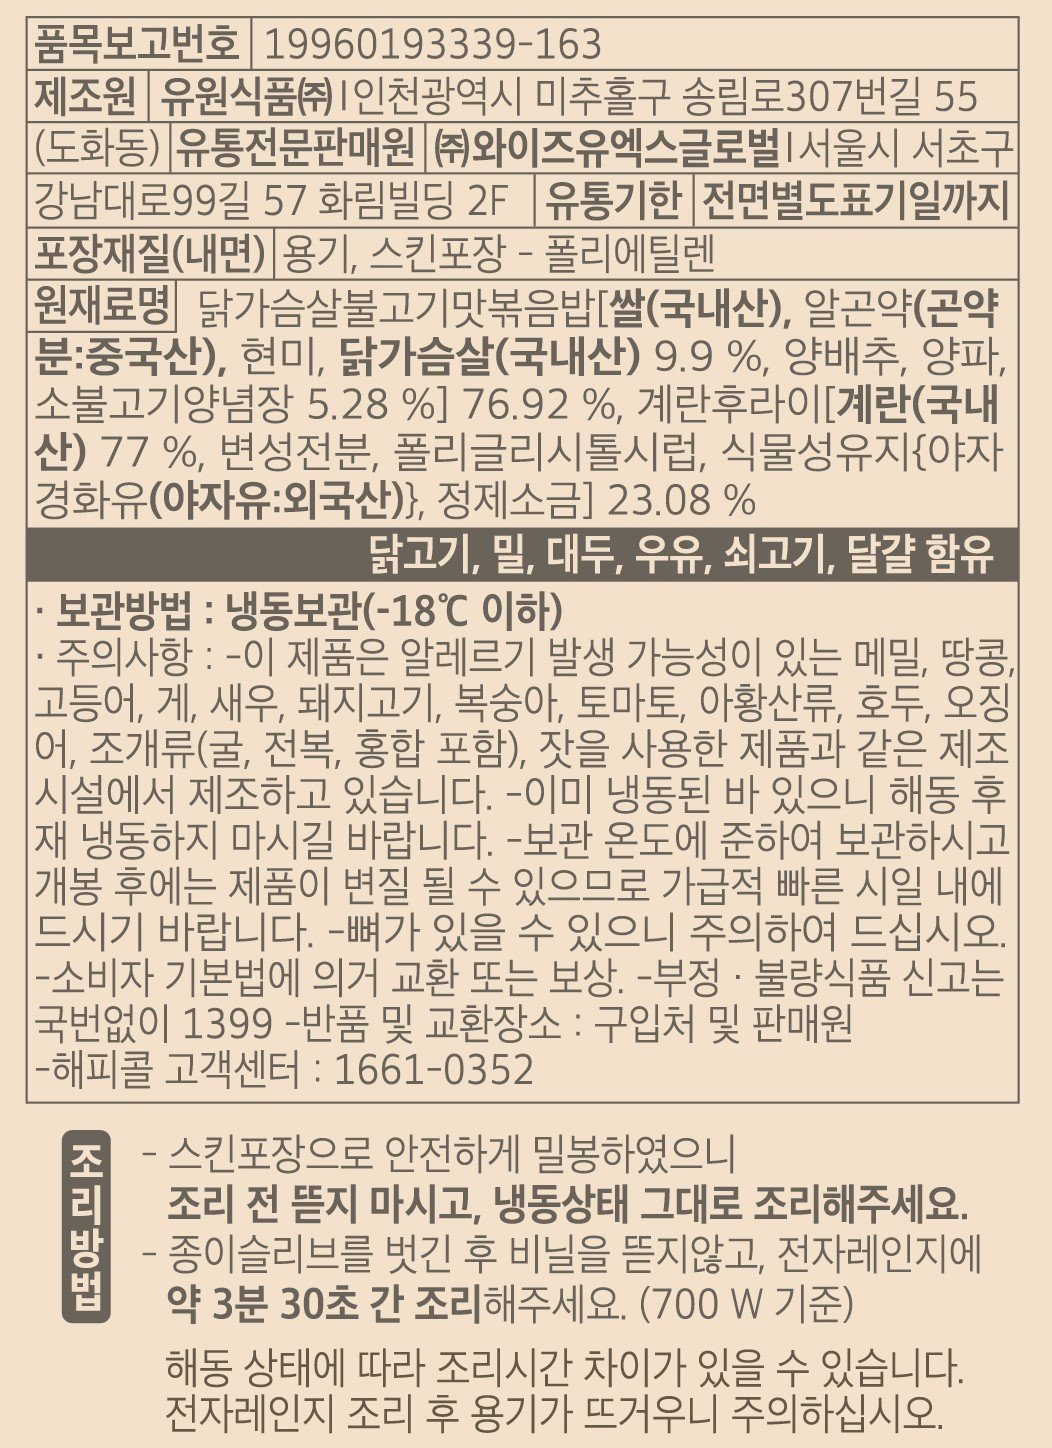 품목보고번호 19960193339-163
제조원 유원식품㈜ I 인천광역시 미추홀구 송림로307번길 55
(도화동) 유통전문판매원 ㈜와이즈유엑스글로벌 I 서울시 서초구
강남대로99길 57 화림빌딩 2F 유통기한 전면별도표기일까지
포장재질(내면) 용기, 스킨포장 - 폴리에틸렌
원재료명 닭가슴살불고기맛볶음밥[쌀(국내산), 알곤약(곤약
분:중국산), 현미, 닭가슴살(국내산) 9.9 %, 양배추, 양파,
소불고기양념장 5.28 %] 76.92 %, 계란후라이[계란(국내
산) 77 %, 변성전분, 폴리글리시톨시럽, 식물성유지{야자
경화유(야자유:외국산)}, 정제소금] 23.08 %
닭고기, 밀, 대두, 우유, 쇠고기, 달걀 함유
· 보관방법 : 냉동보관(-18℃ 이하)
· 주의사항 : -이 제품은 알레르기 발생 가능성이 있는 메밀, 땅콩,
고등어, 게, 새우, 돼지고기, 복숭아, 토마토, 아황산류, 호두, 오징
어, 조개류(굴, 전복, 홍합 포함), 잣을 사용한 제품과 같은 제조
시설에서 제조하고 있습니다. -이미 냉동된 바 있으니 해동 후
재 냉동하지 마시길 바랍니다. -보관 온도에 준하여 보관하시고
개봉 후에는 제품이 변질 될 수 있으므로 가급적 빠른 시일 내에
드시기 바랍니다. -뼈가 있을 수 있으니 주의하여 드십시오.
-소비자 기본법에 의거 교환 또는 보상. -부정 · 불량식품 신고는
국번없이 1399 -반품 및 교환장소 : 구입처 및 판매원
-해피콜 고객센터 : 1661-0352
조리방법
- 스킨포장으로 안전하게 밀봉하였으니
조리 전 뜯지 마시고, 냉동상태 그대로 조리해주세요.
- 종이슬리브를 벗긴 후 비닐을 뜯지않고, 전자레인지에
약 3분 30초 간 조리해주세요. (700 W 기준)
해동 상태에 따라 조리시간 차이가 있을 수 있습니다.
전자레인지 조리 후 용기가 뜨거우니 주의하십시오.